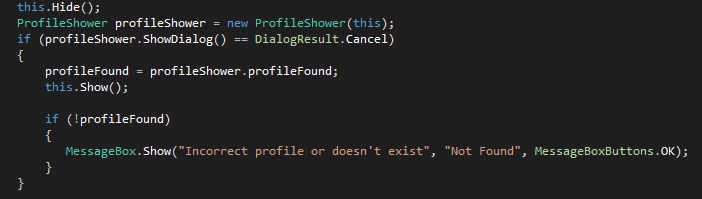 this.Hide();
ProfileShower profileShower = new ProfileShower(this);
if (profileShower.ShowDialog() == DialogResult.Cancel)
{
profileFound = profileShower.profileFound;
this.Show();
if (!profileFound)
{
MessageBox.Show("Incorrect profile or doesn't exist", "Not Found", MessageBoxButtons.OK);
}
}